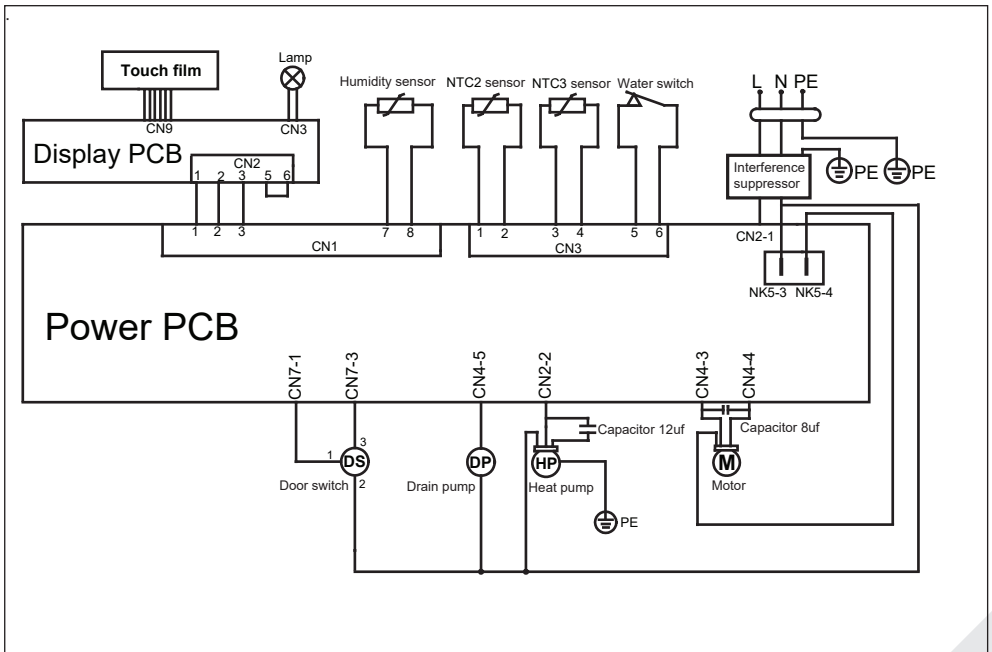 Touch film
Lamp
Humidity sensor
NTC2 sensor
NTC3 sensor
Water switch
L N PE
CN9
CN3
Display PCB
CN2
1 2 3 5 6
Interference
suppressor
PE
PE
1 2 3
7 8
CN1
1 2 3 4 5 6
CN3
CN2-1
NK5-3 NK5-4
Power PCB
CN7-1
CN7-3
CN4-5
CN2-2
CN4-3
CN4-4
Capacitor 12uf
Capacitor 8uf
3
1
DS
2
Door switch
DP
Drain pump
HP
Heat pump
M
Motor
PE